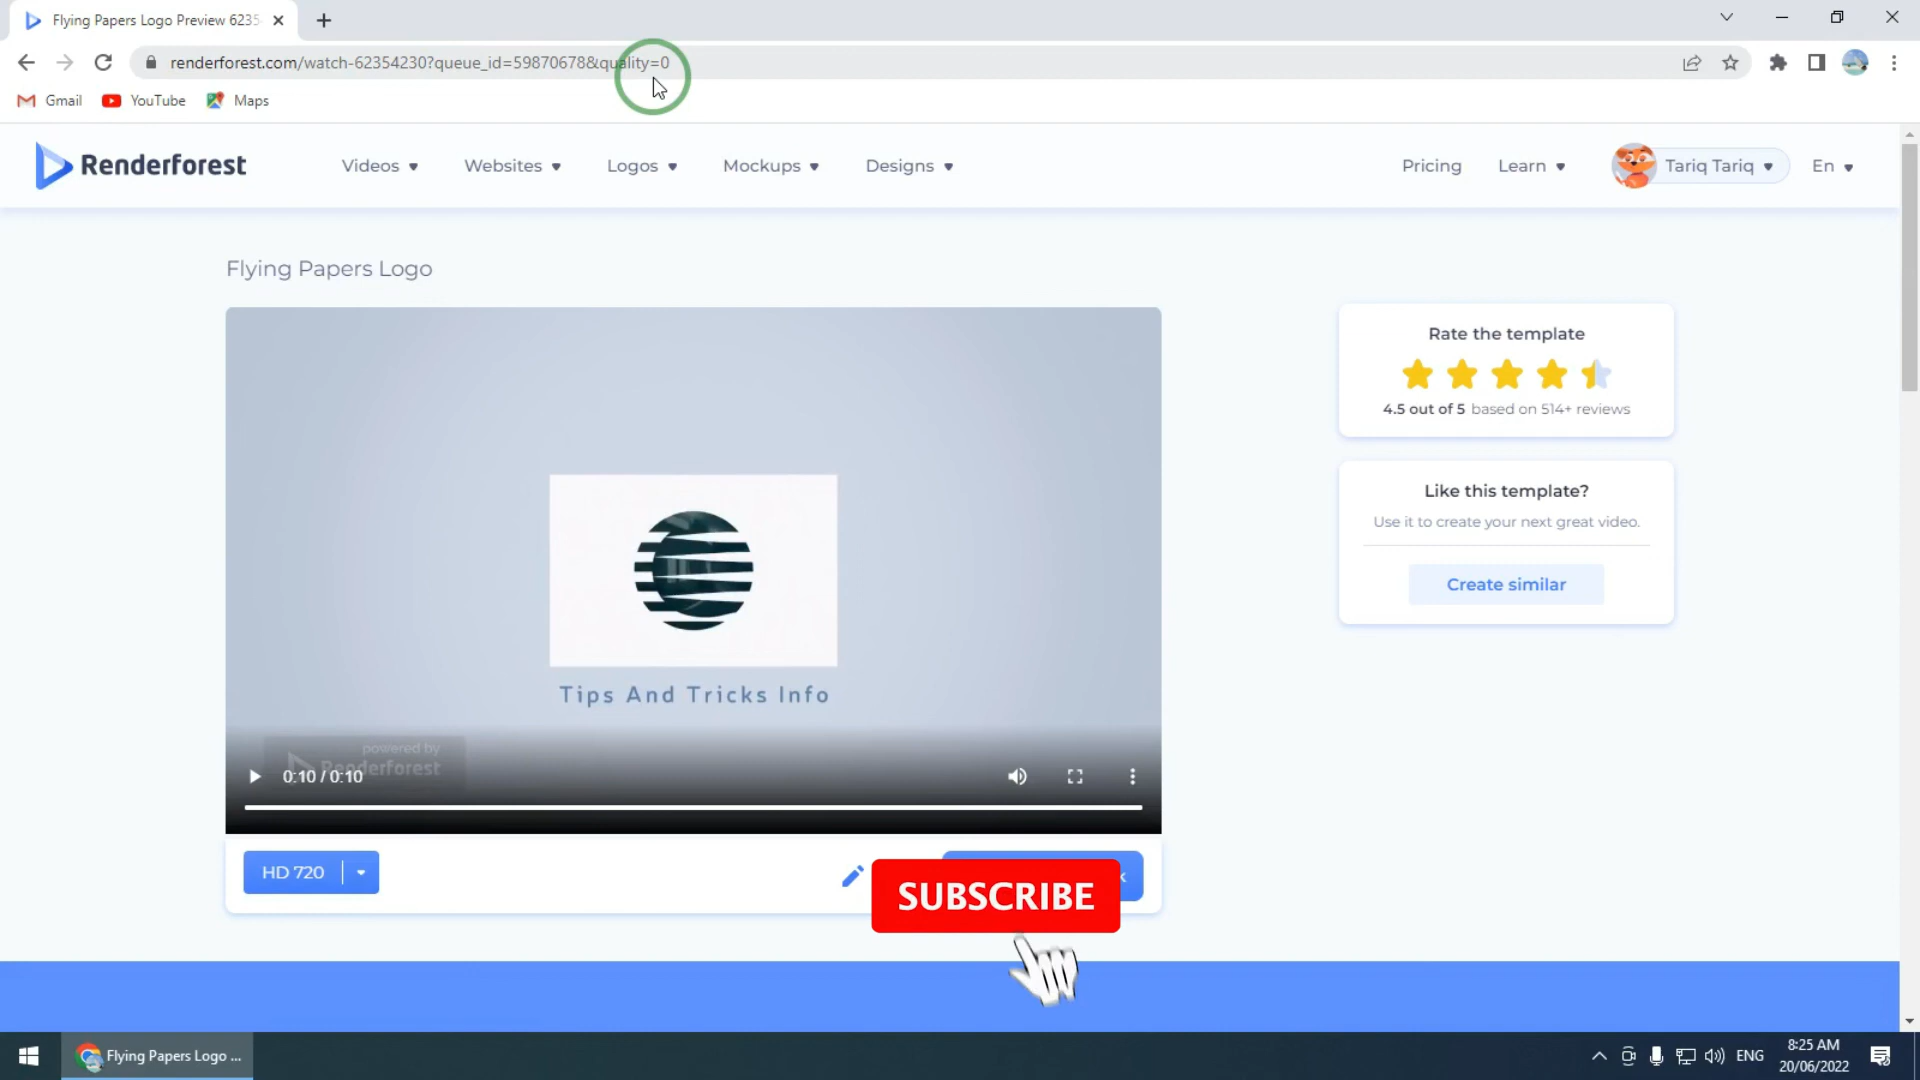 Flying Papers Logo Preview 6235
renderforest.com/watch-62354230?queue_id=59870678&quality=0
Gmail
YouTube
Maps
Renderforest
Videos
Websites
Logos
Mockups
Designs
Pricing
Learn
Tariq Tariq
En
Flying Papers Logo
Rate the template
4.5 out of 5 based on 514+ reviews
Like this template?
Use it to create your next great video.
Create similar
Tips And Tricks Info
powered by
Renderforest
0:10 / 0:10
HD 720
SUBSCRIBE
Flying Papers Logo ...
ENG
8:25 AM
20/06/2022